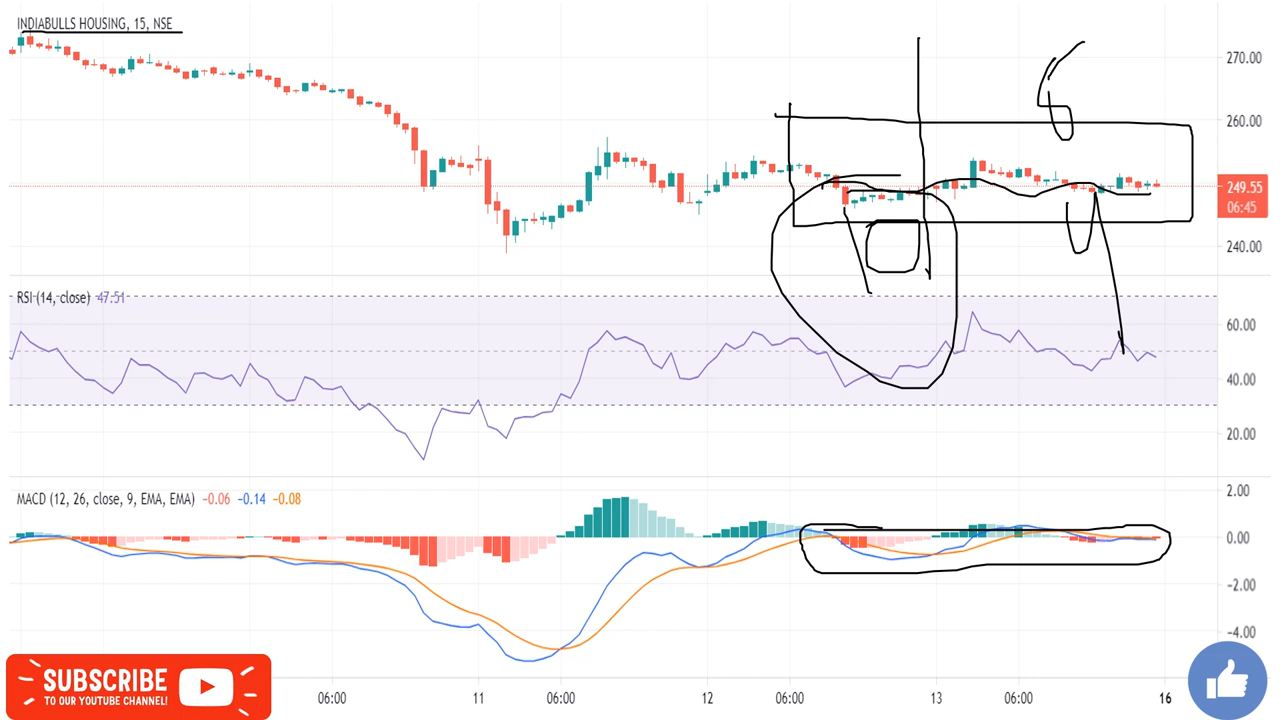 INDIABULLS HOUSING, 15, NSE
270.00
260.00
249.55
06:45
240.00
RSI (14, close) 47.51
60.00
40.00
20.00
MACD (12, 26, close, 9, EMA, EMA) −0.06 −0.14 −0.08
2.00
0.00
−2.00
−4.00
SUBSCRIBE
TO OUR YOUTUBE CHANNEL!
06:00 11 06:00 12 06:00 13 06:00 16